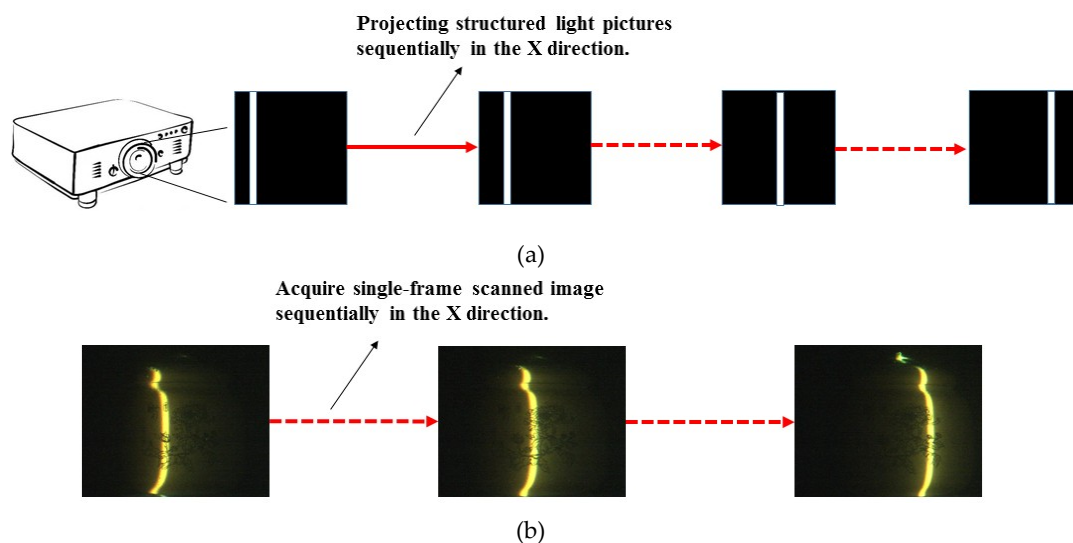 Projecting structured light pictures
sequentially in the X direction.
(a)
Acquire single-frame scanned image
sequentially in the X direction.
(b)